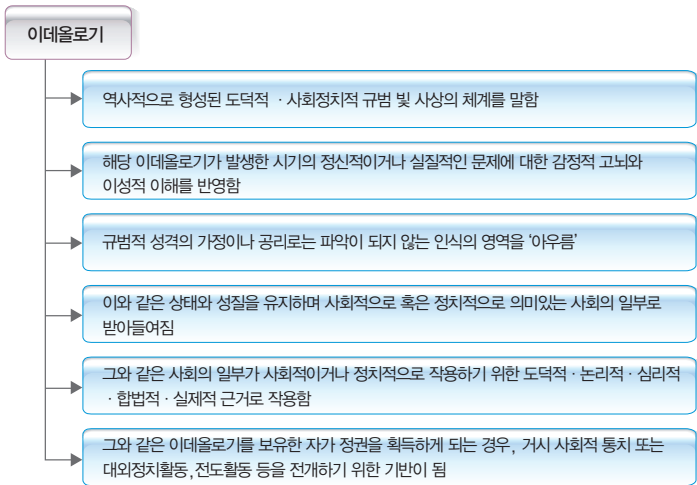 이데올로기
역사적으로 형성된 도덕적 · 사회정치적 규범 빛 사상의 체계를 말함
해당 이데올로기가 발생한 시기의 정신적이거나 실질적인 문제에 대한 감정적 고뇌와
이성적 이해를 반영함
규범적 성격의 가정이나 공리로는 파악이 되지 않는 인식의 영역을 ‘아우름’
이와 같은 상태와 성질을 유지하며 사회적으로 혹은 정치적으로 의미있는 사회의 일부로
받아들여짐
그와 같은 사회의 일부가 사회적이거나 정치적으로 작용하기 위한 도덕적 · 논리적 · 심리적
· 합법적 · 실제적 근거로 작용함
그와 같은 이데올로기를 보유한 자가 정권을 획득하게 되는 경우, 거시 사회적 통치 또는
대외정치활동,전도활동 등을 전개하기 위한 기반이 됨